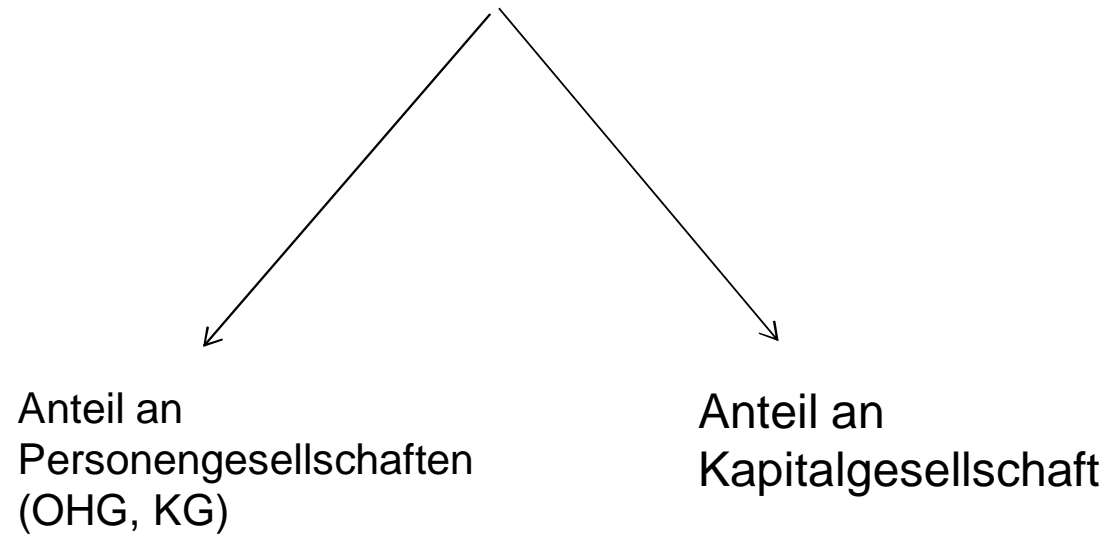 Anteil an
Personengesellschaften
(OHG, KG)
Anteil an
Kapitalgesellschaft